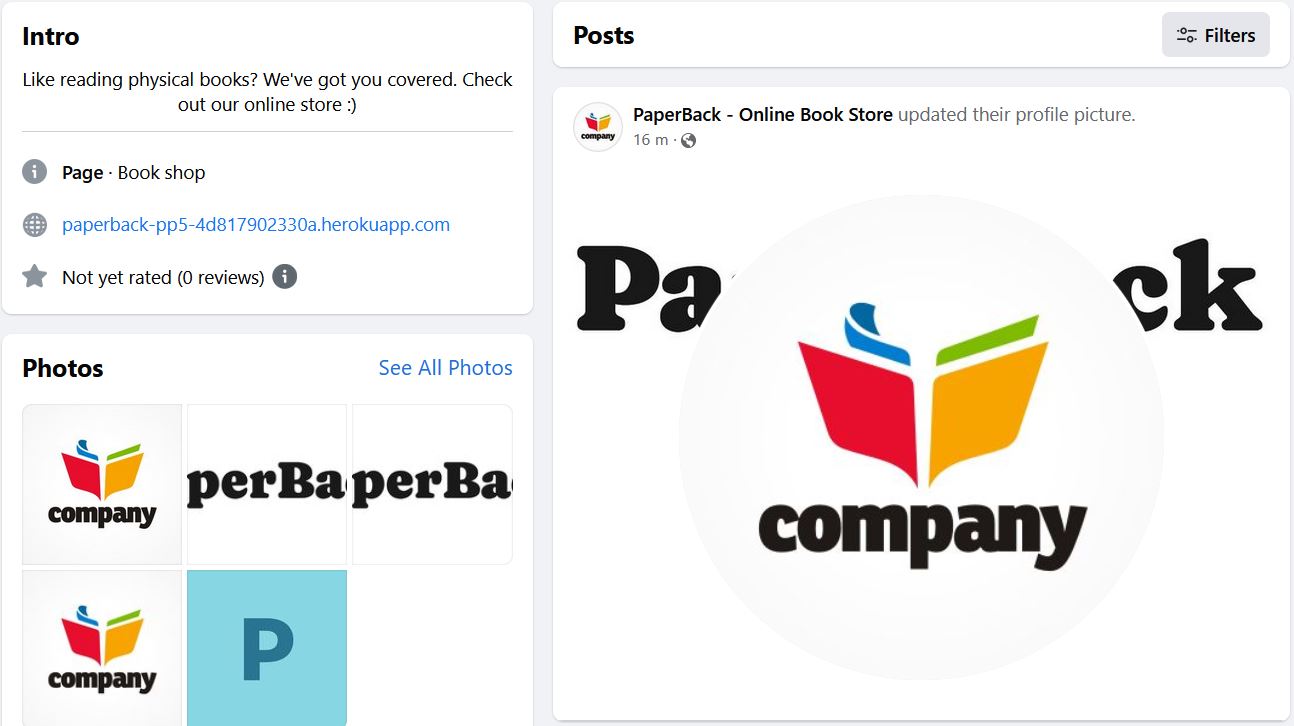 Intro
Like reading physical books? We've got you covered. Check
out our online store :)
Page · Book shop
paperback-pp5-4d817902330a.herokuapp.com
Not yet rated (0 reviews)
Photos
See All Photos
company
perBa
perBa
company
P
Posts
Filters
company
PaperBack - Online Book Store updated their profile picture.
16 m ·
Pa ck
company